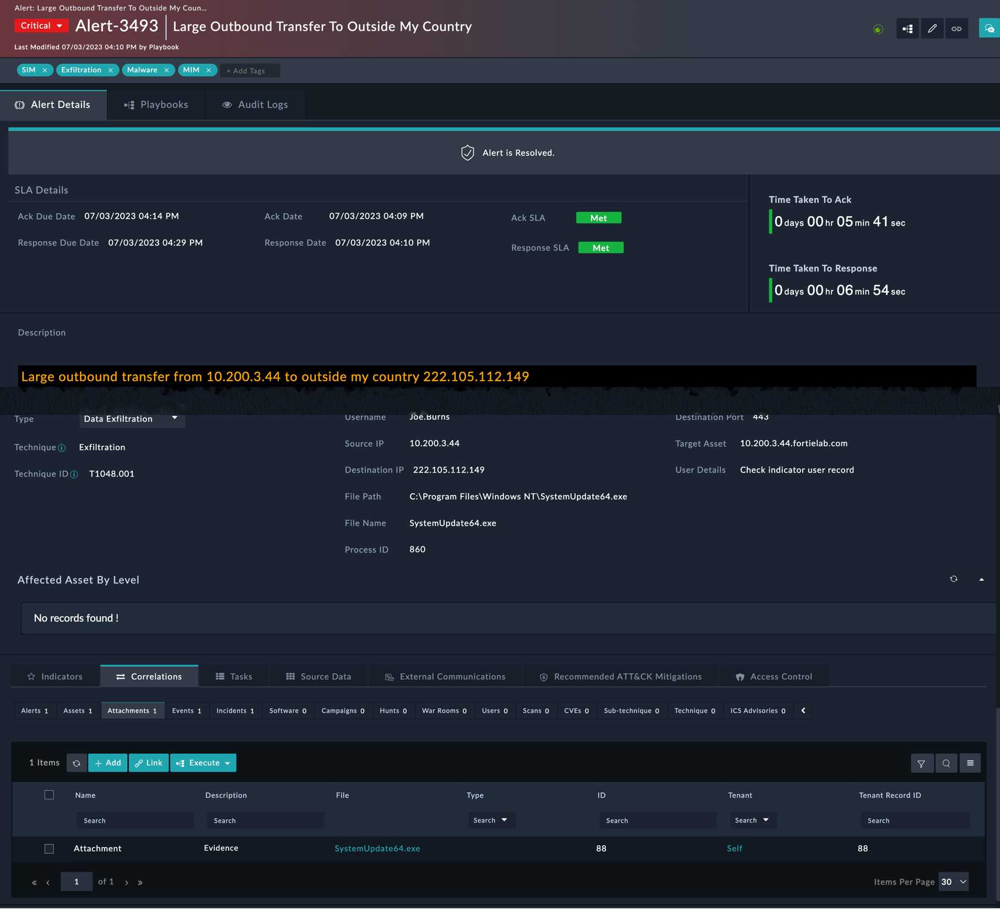 Alert: Large Outbound Transfer To Outside My Coun...
Critical Alert-3493 Large Outbound Transfer To Outside My Country
Last Modified 07/03/2023 04:10 PM by Playbook
SIM × Exfiltration × Malware × MIM × + Add Tags
Alert Details Playbooks Audit Logs
Alert is Resolved.
SLA Details
Ack Due Date 07/03/2023 04:14 PM Ack Date 07/03/2023 04:09 PM Ack SLA Met
Response Due Date 07/03/2023 04:29 PM Response Date 07/03/2023 04:10 PM Response SLA Met
Time Taken To Ack
0 days 00 hr 05 min 41 sec
Time Taken To Response
0 days 00 hr 06 min 54 sec
Description
Large outbound transfer from 10.200.3.44 to outside my country 222.105.112.149
Type Data Exfiltration
Technique Exfiltration
Technique ID T1048.001
Username Joe.Burns
Source IP 10.200.3.44
Destination IP 222.105.112.149
File Path C:\Program Files\Windows NT\SystemUpdate64.exe
File Name SystemUpdate64.exe
Process ID 860
Destination Port 443
Target Asset 10.200.3.44.fortielab.com
User Details Check indicator user record
Affected Asset By Level
No records found !
Indicators Correlations Tasks Source Data External Communications Recommended ATT&CK Mitigations Access Control
Alerts 1 Assets 1 Attachments 1 Events 1 Incidents 1 Software 0 Campaigns 0 Hunts 0 War Rooms 0 Users 0 Scans 0 CVEs 0 Sub-technique 0 Technique 0 ICS Advisories 0
1 Items + Add Link Execute
Name Description File Type ID Tenant Tenant Record ID
Search Search Search Search Search Search
Attachment Evidence SystemUpdate64.exe 88 Self 88
« ‹ 1 of 1 › » Items Per Page 30